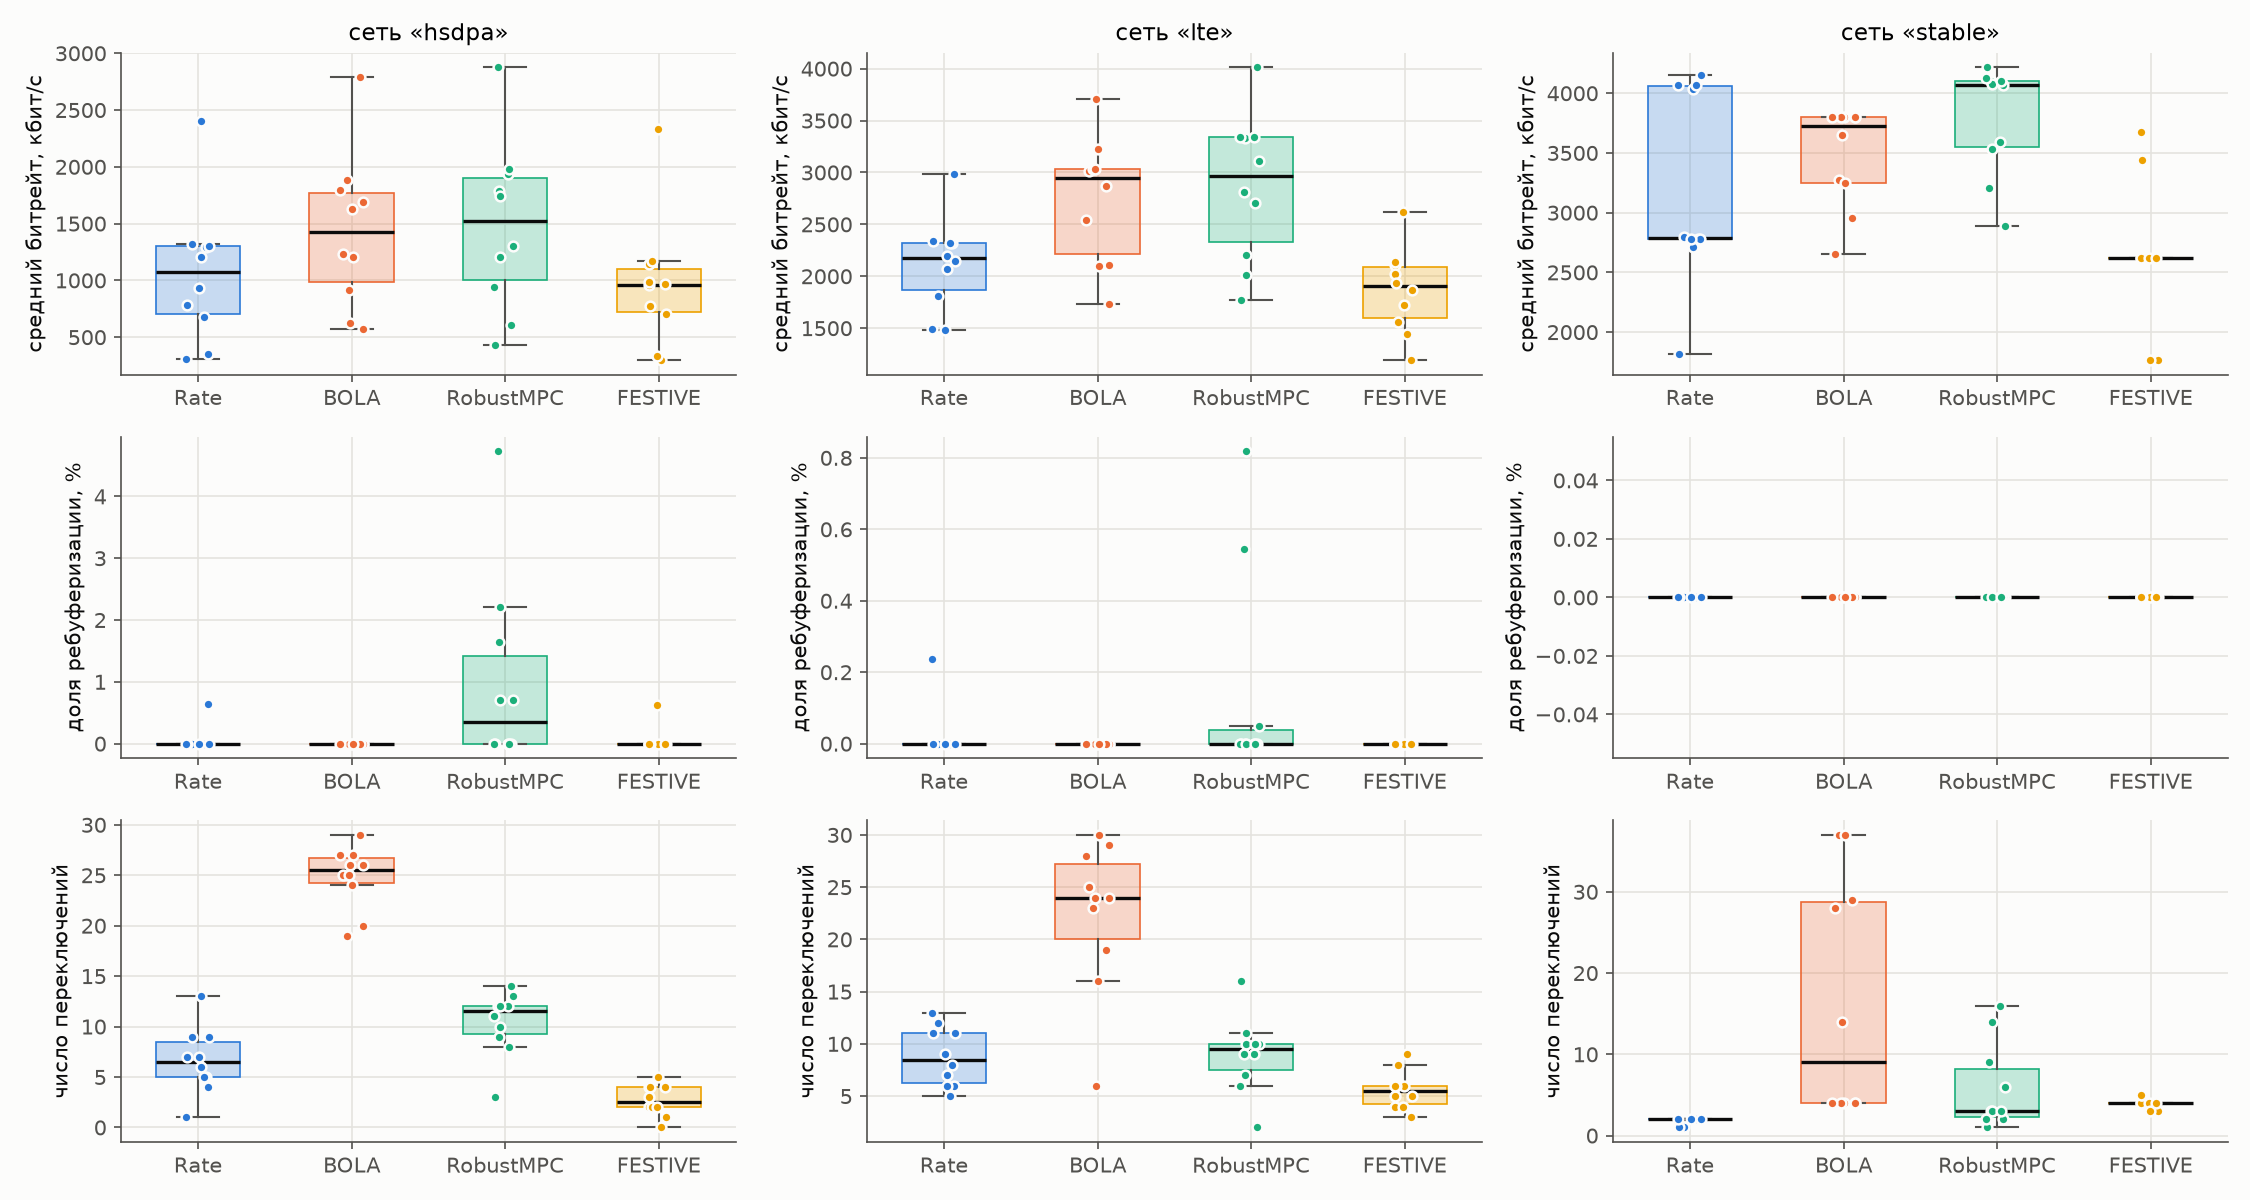 сеть «hsdpa»
средний битрейт, кбит/с
3000
2500
2000
1500
1000
500
Rate BOLA RobustMPC FESTIVE
сеть «lte»
средний битрейт, кбит/с
4000
3500
3000
2500
2000
1500
Rate BOLA RobustMPC FESTIVE
сеть «stable»
средний битрейт, кбит/с
4000
3500
3000
2500
2000
Rate BOLA RobustMPC FESTIVE
доля ребуферизации, %
4
3
2
1
0
Rate BOLA RobustMPC FESTIVE
доля ребуферизации, %
0.8
0.6
0.4
0.2
0.0
Rate BOLA RobustMPC FESTIVE
доля ребуферизации, %
0.04
0.02
0.00
−0.02
−0.04
Rate BOLA RobustMPC FESTIVE
число переключений
30
25
20
15
10
5
0
Rate BOLA RobustMPC FESTIVE
число переключений
30
25
20
15
10
5
Rate BOLA RobustMPC FESTIVE
число переключений
30
20
10
0
Rate BOLA RobustMPC FESTIVE